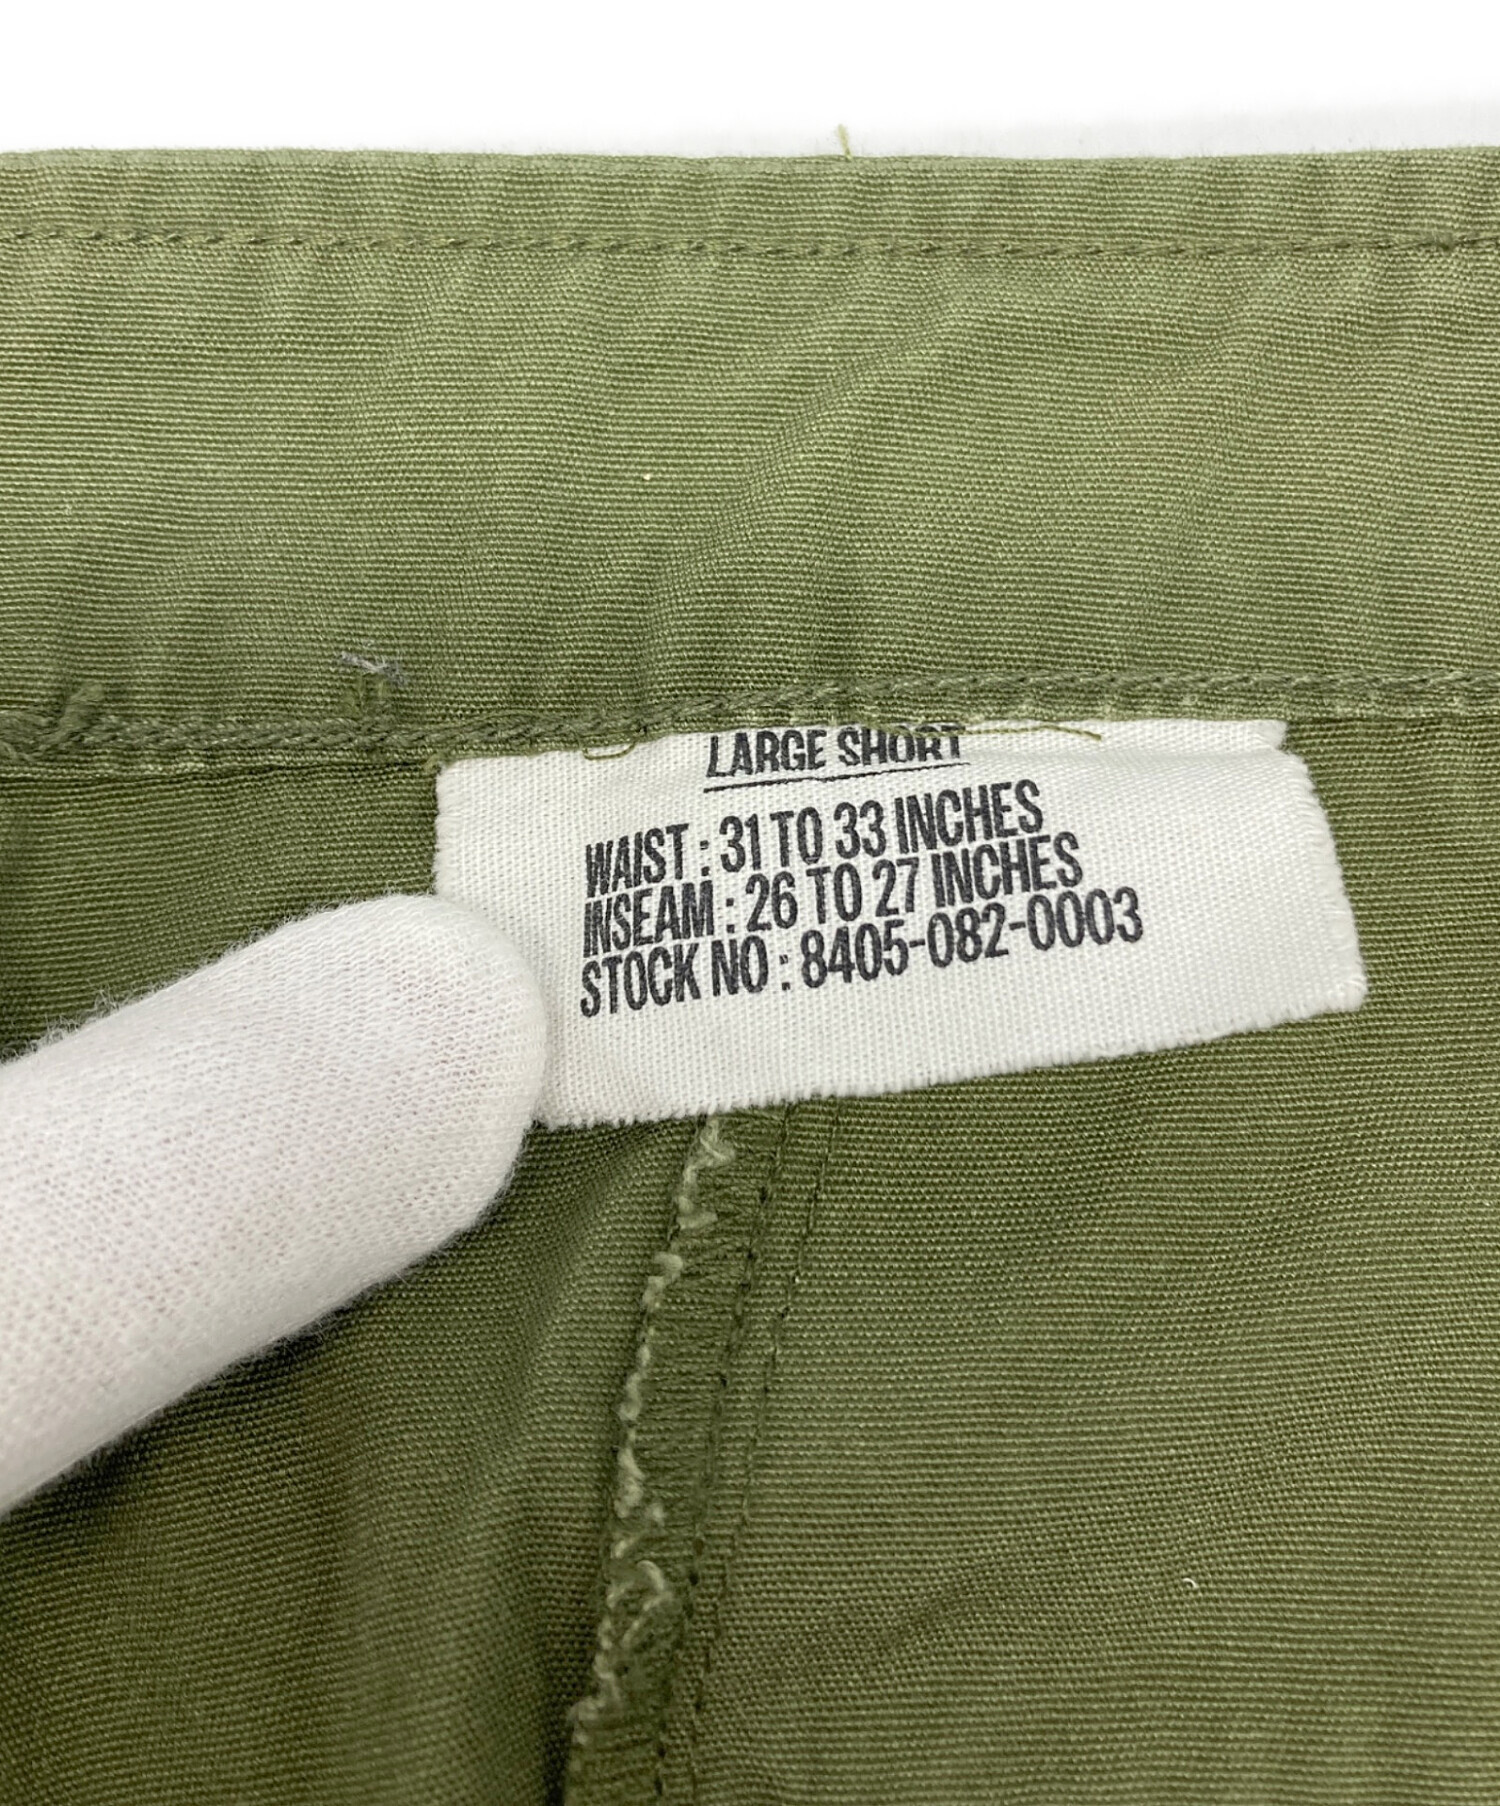 LARGE SHORT
WAIST : 31 TO 33 INCHES
INSEAM : 26 TO 27 INCHES
STOCK NO : 8405-082-0003